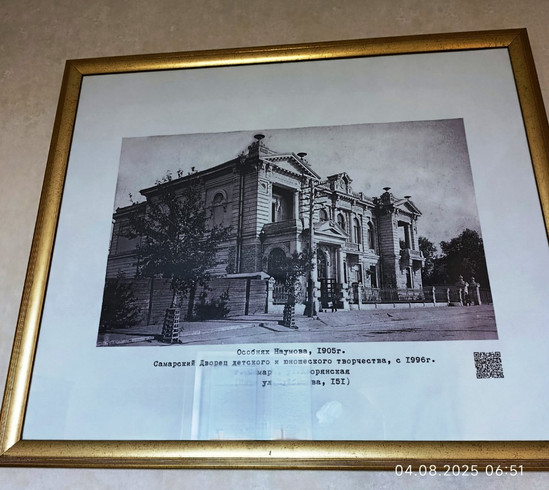 Особняк Наумова, 1905г.
Самарский Дворец детского и юношеского творчества, с 1996г.
151)
04.08.2025 06:51